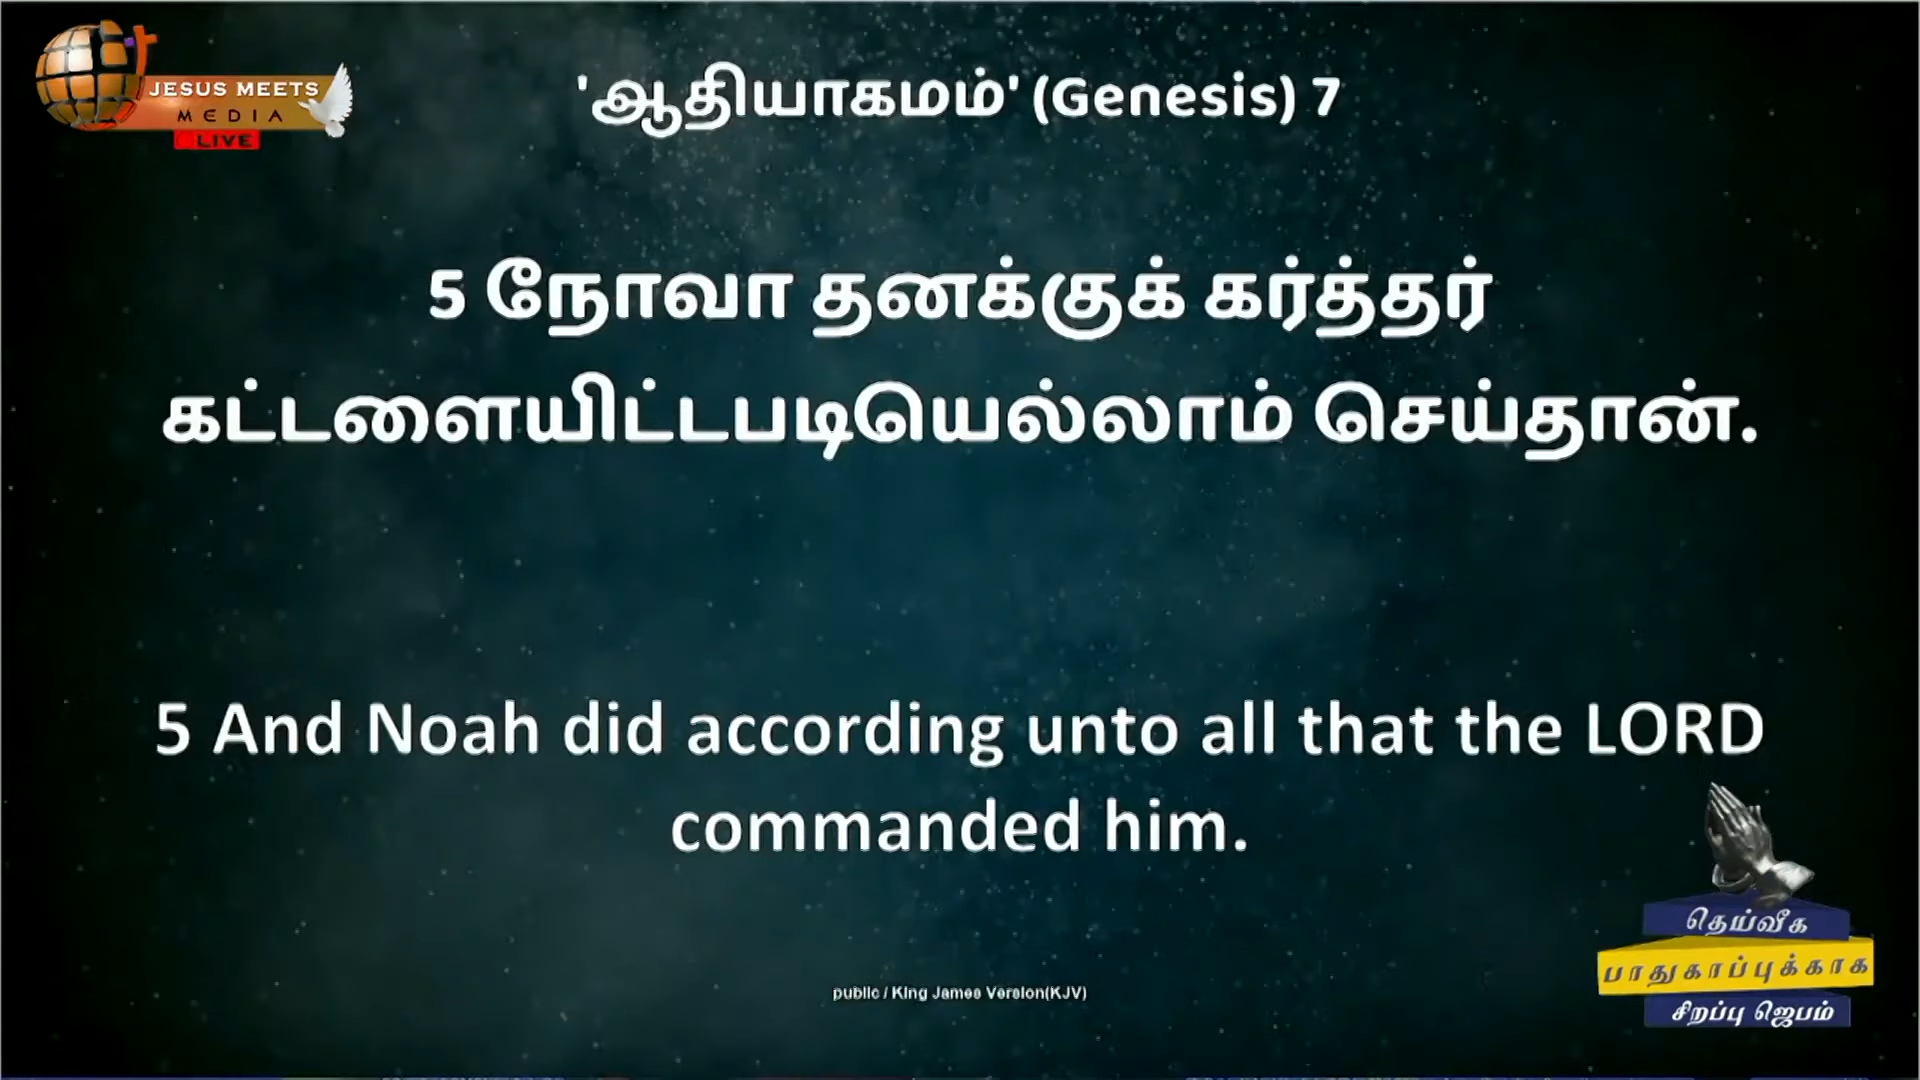 JESUS MEETS
MEDIA
LIVE
'ஆதியாகமம்' (Genesis) 7
5 நோவா தனக்குக் கர்த்தர்
கட்டளையிட்டபடியெல்லாம் செய்தான்.
5 And Noah did according unto all that the LORD
commanded him.
தெய்வீக
பாதுகாப்புக்காக
சிறப்பு ஜெபம்
public / King James Version(KJV)